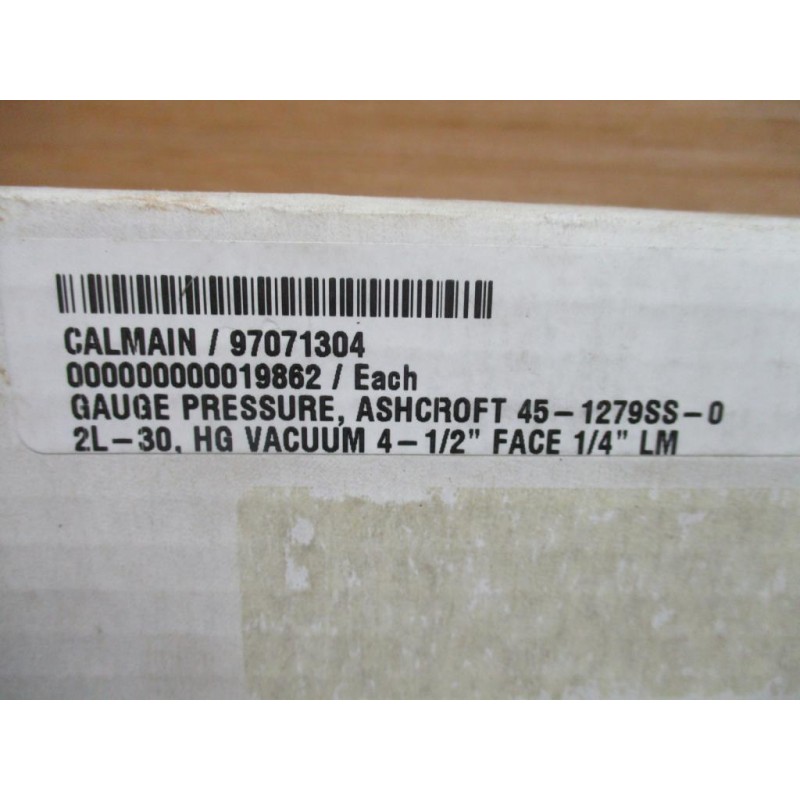 CALMAIN / 97071304
000000000019862 / Each
GAUGE PRESSURE, ASHCROFT 45-1279SS-0
2L-30, HG VACUUM 4-1/2" FACE 1/4" LM